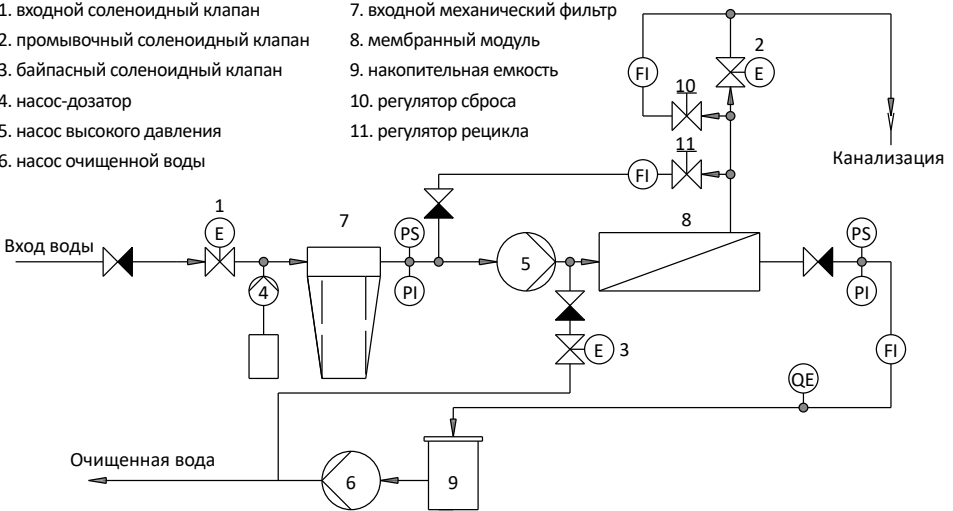 1. входной соленоидный клапан
2. промывочный соленоидный клапан
3. байпасный соленоидный клапан
4. насос-дозатор
5. насос высокого давления
6. насос очищенной воды
7. входной механический фильтр
8. мембранный модуль
9. накопительная емкость
10. регулятор сброса
11. регулятор рецикла
2
FI
E
10
Канализация
11
FI
1
7
8
Вход воды
E
PS
PS
4
PI
5
PI
E
3
FI
QE
Очищенная вода
6
9